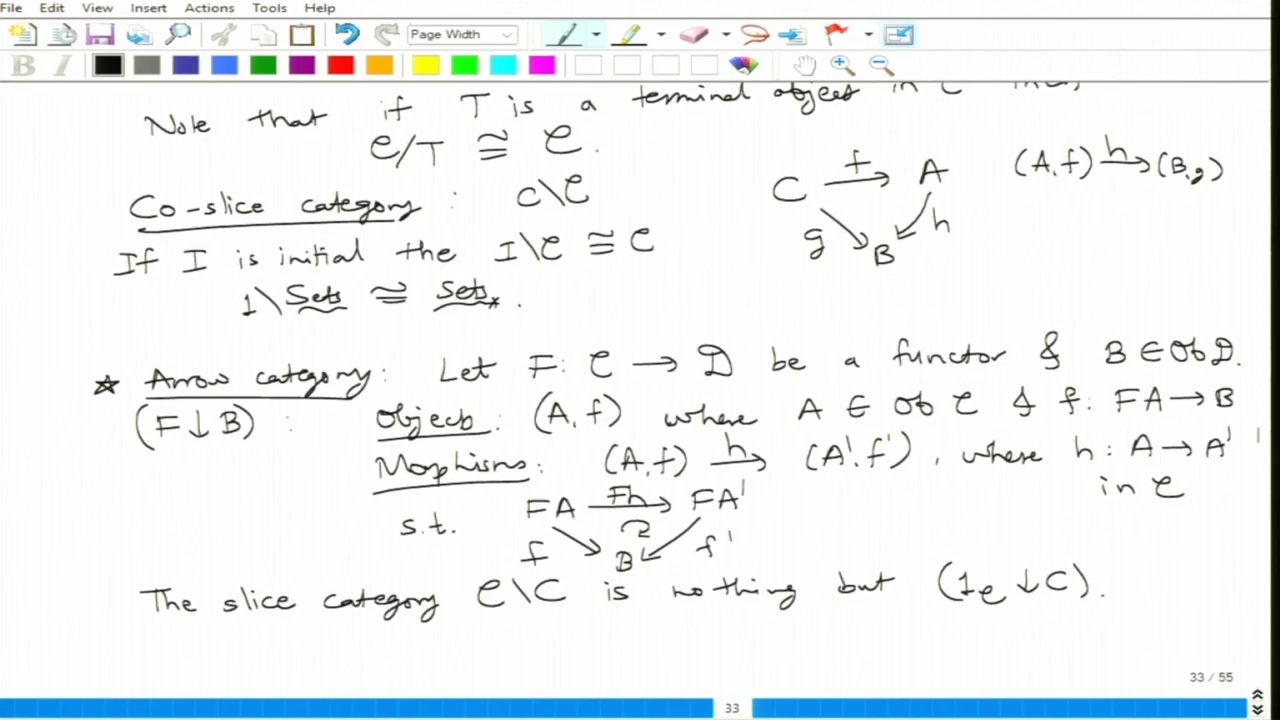 File Edit View Insert Actions Tools Help
Page Width
B I
Note that if T is a terminal object in C then
C/T ≅ C.
Co-slice category : C\C
C f→ A (A,f) h→ (B,g)
g B h
If I is initial the I\C ≅ C
1\Sets ≅ Sets*.
☆ Arrow category: Let F: C → D be a functor & B ∈ Ob D.
(F↓B) : Objects: (A,f) where A ∈ Ob C & f: FA → B
Morphisms: (A,f) h→ (A',f'), where h: A → A'
in C
s.t. FA Fh→ FA'
f B f'
The slice category C\C is nothing but (1_C ↓ C).
33 / 55
33